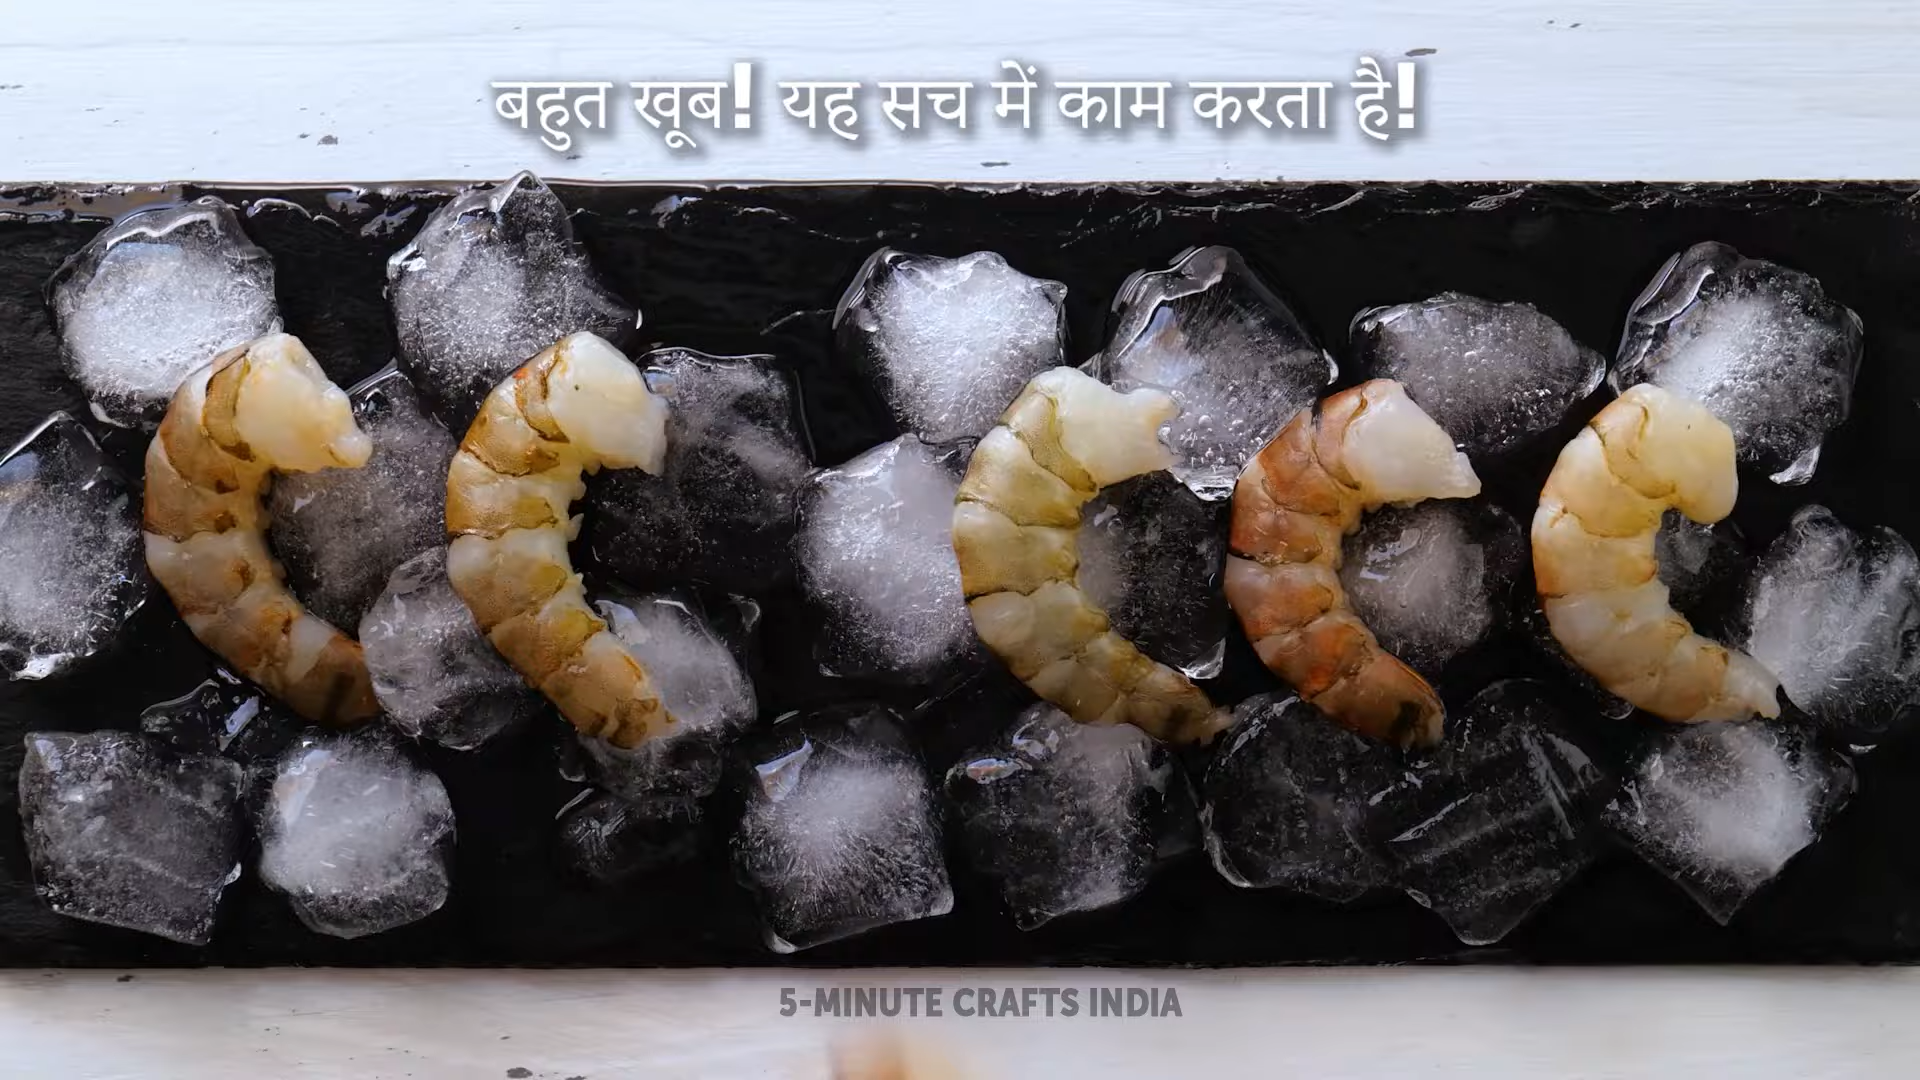 बहुत खूब! यह सच में काम करता है!
5-MINUTE CRAFTS INDIA